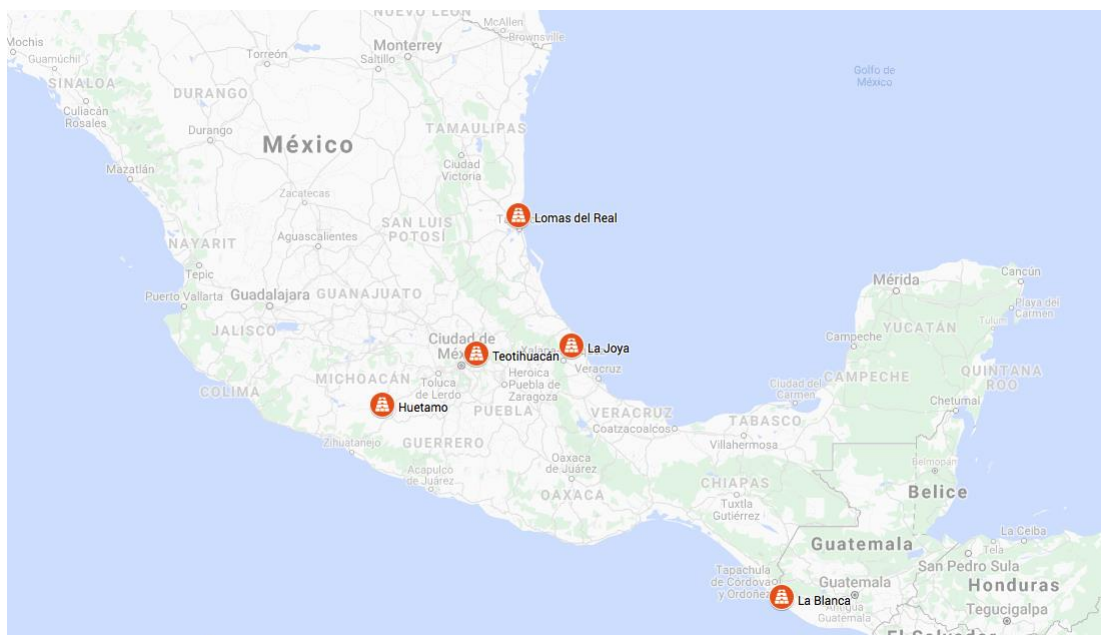 NUEVO LEÓN
McAllen
Brownsville
Mochis
Guamúchil
Torreón
Monterrey
Saltillo
SINALOA
Culiacán
Rosales
DURANGO
Durango
Golfo de
México
TAMAULIPAS
México
Ciudad
Victoria
Mazatlán
Zacatecas
SAN LUIS
POTOSÍ
Lomas del Real
Aguascalientes
NAYARIT
Tepic
Puerto Vallarta
Guadalajara
GUANAJUATO
JALISCO
Mérida
Cancún
Playa del
Carmen
Tulum
YUCATÁN
Campeche
Ciudad de
Teotihuacán
Xalapa
La Joya
Veracruz
QUINTANA
ROO
COLIMA
MICHOACÁN
Toluca
de Lerdo
Heroica
Puebla de
Zaragoza
Ciudad del
Carmen
CAMPECHE
Huetamo
PUEBLA
VERACRUZ
Coatzacoalcos
TABASCO
Villahermosa
Chetumal
Zihuatanejo
GUERRERO
Acapulco
de Juárez
Oaxaca
de Juárez
OAXACA
CHIAPAS
Tuxtla
Gutiérrez
Belmopan
Belice
Guatemala
La Ceiba
Tela
San Pedro Sula
Honduras
Tegucigalpa
Tapachula
de Córdova
y Ordoñez
La Blanca
Guatemala
Antigua
Guatemala
El Salvador